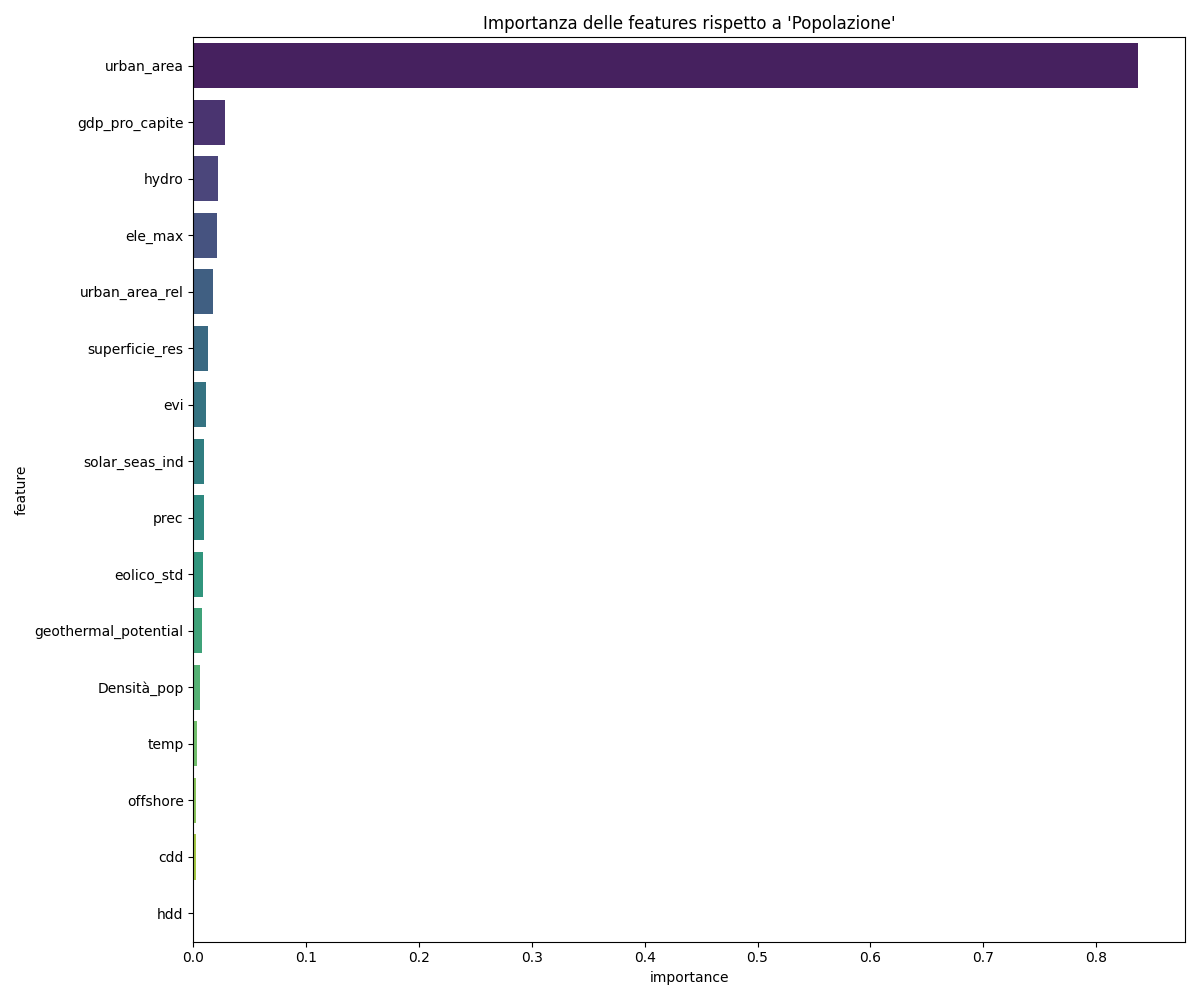 Importanza delle features rispetto a 'Popolazione'
urban_area
gdp_pro_capite
hydro
ele_max
urban_area_rel
superficie_res
evi
solar_seas_ind
prec
eolico_std
geothermal_potential
Densità_pop
temp
offshore
cdd
hdd
feature
0.0 0.1 0.2 0.3 0.4 0.5 0.6 0.7 0.8
importance